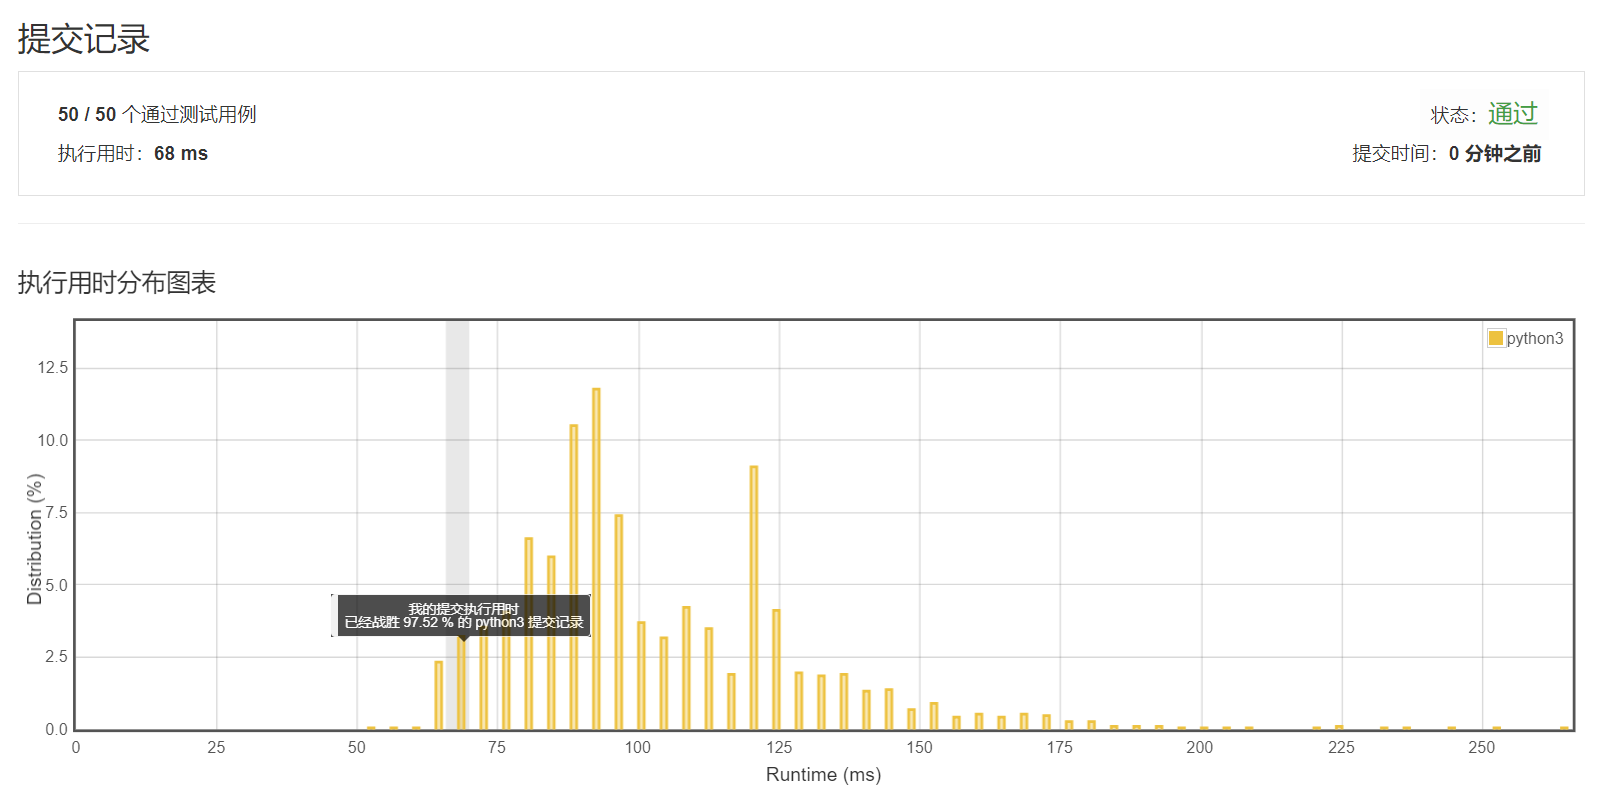 提交记录
50 / 50 个通过测试用例
状态：通过
执行用时：68 ms
提交时间：0 分钟之前
执行用时分布图表
python3
12.5
10.0
7.5
5.0
2.5
0.0
Distribution (%)
我的提交执行用时
已经战胜 97.52 % 的 python3 提交记录
0 25 50 75 100 125 150 175 200 225 250
Runtime (ms)